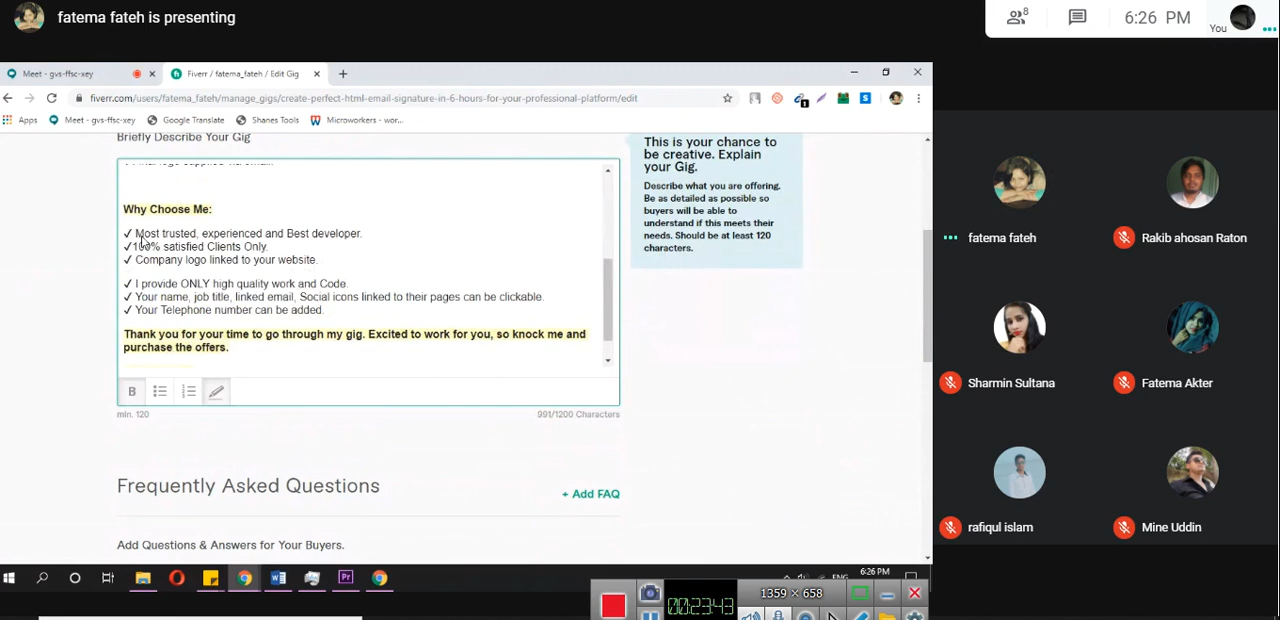 fatema fateh is presenting
8
6:26 PM
You
Meet - gvs-ffsc-xey
Fiverr / fatema_fateh / Edit Gig
fiverr.com/users/fatema_fateh/manage_gigs/create-perfect-html-email-signature-in-6-hours-for-your-professional-platform/edit
Apps
Meet - gvs-ffsc-xey
Google Translate
Shanes Tools
Microworkers - wor...
Briefly Describe Your Gig
Why Choose Me:
✓ Most trusted, experienced and Best developer.
✓100% satisfied Clients Only.
✓ Company logo linked to your website.
✓ I provide ONLY high quality work and Code.
✓ Your name, job title, linked email, Social icons linked to their pages can be clickable.
✓ Your Telephone number can be added.
Thank you for your time to go through my gig. Excited to work for you, so knock me and
purchase the offers.
B
min. 120
991/1200 Characters
This is your chance to
be creative. Explain
your Gig.
Describe what you are offering.
Be as detailed as possible so
buyers will be able to
understand if this meets their
needs. Should be at least 120
characters.
Frequently Asked Questions
+ Add FAQ
Add Questions & Answers for Your Buyers.
fatema fateh
Rakib ahosan Raton
Sharmin Sultana
Fatema Akter
rafiqul islam
Mine Uddin
6:26 PM
00:23:43
1359 × 658